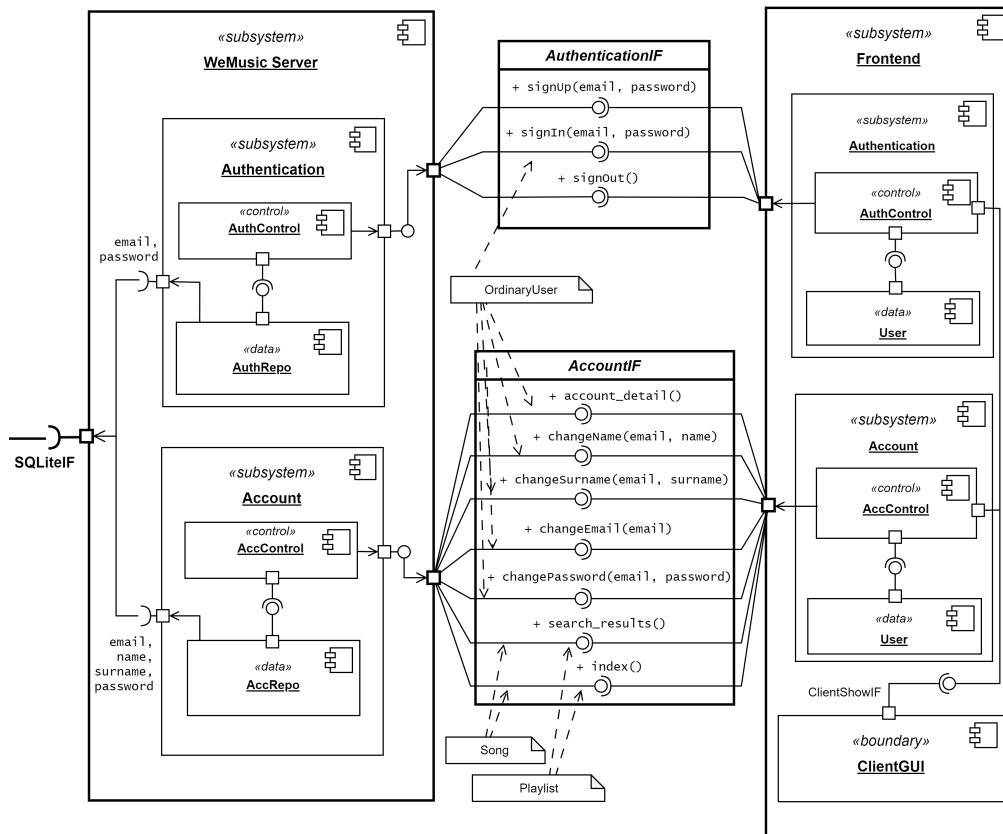 «subsystem»
WeMusic Server
«subsystem»
Authentication
«control»
AuthControl
email,
password
«data»
AuthRepo
SQLiteIF
«subsystem»
Account
«control»
AccControl
email,
name,
surname,
password
«data»
AccRepo
AuthenticationIF
+ signUp(email, password)
+ signIn(email, password)
+ signOut()
OrdinaryUser
AccountIF
+ account_detail()
+ changeName(email, name)
+ changeSurname(email, surname)
+ changeEmail(email)
+ changePassword(email, password)
+ search_results()
+ index()
Song
Playlist
«subsystem»
Frontend
«subsystem»
Authentication
«control»
AuthControl
«data»
User
«subsystem»
Account
«control»
AccControl
«data»
User
ClientShowIF
«boundary»
ClientGUI